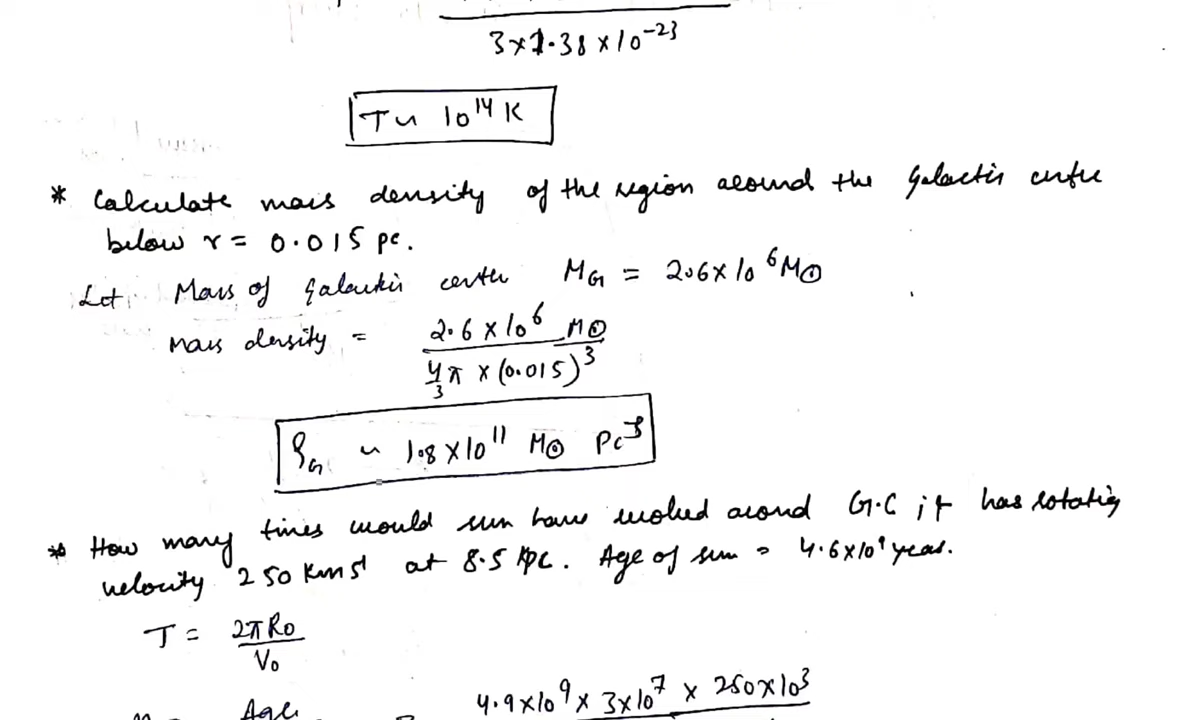 3×1.38×10⁻²³
T ~ 10¹⁴ K
* Calculate mass density of the region around the Galactic centre
below r = 0.015 pc.
Let Mass of galactic center M_G = 2.6×10⁶ M☉
Mass density = 2.6×10⁶ M☉ / 4/3 π × (0.015)³
ρ_G ~ 1.8×10¹¹ M☉ Pc⁻³
* How many times would sun have revolved around G.C if has rotating
velocity 250 Km s⁻¹ at 8.5 kpc. Age of sun = 4.6×10⁹ year.
T = 2πR₀ / V₀
Age 4.9×10⁹ × 3×10⁷ × 250×10³